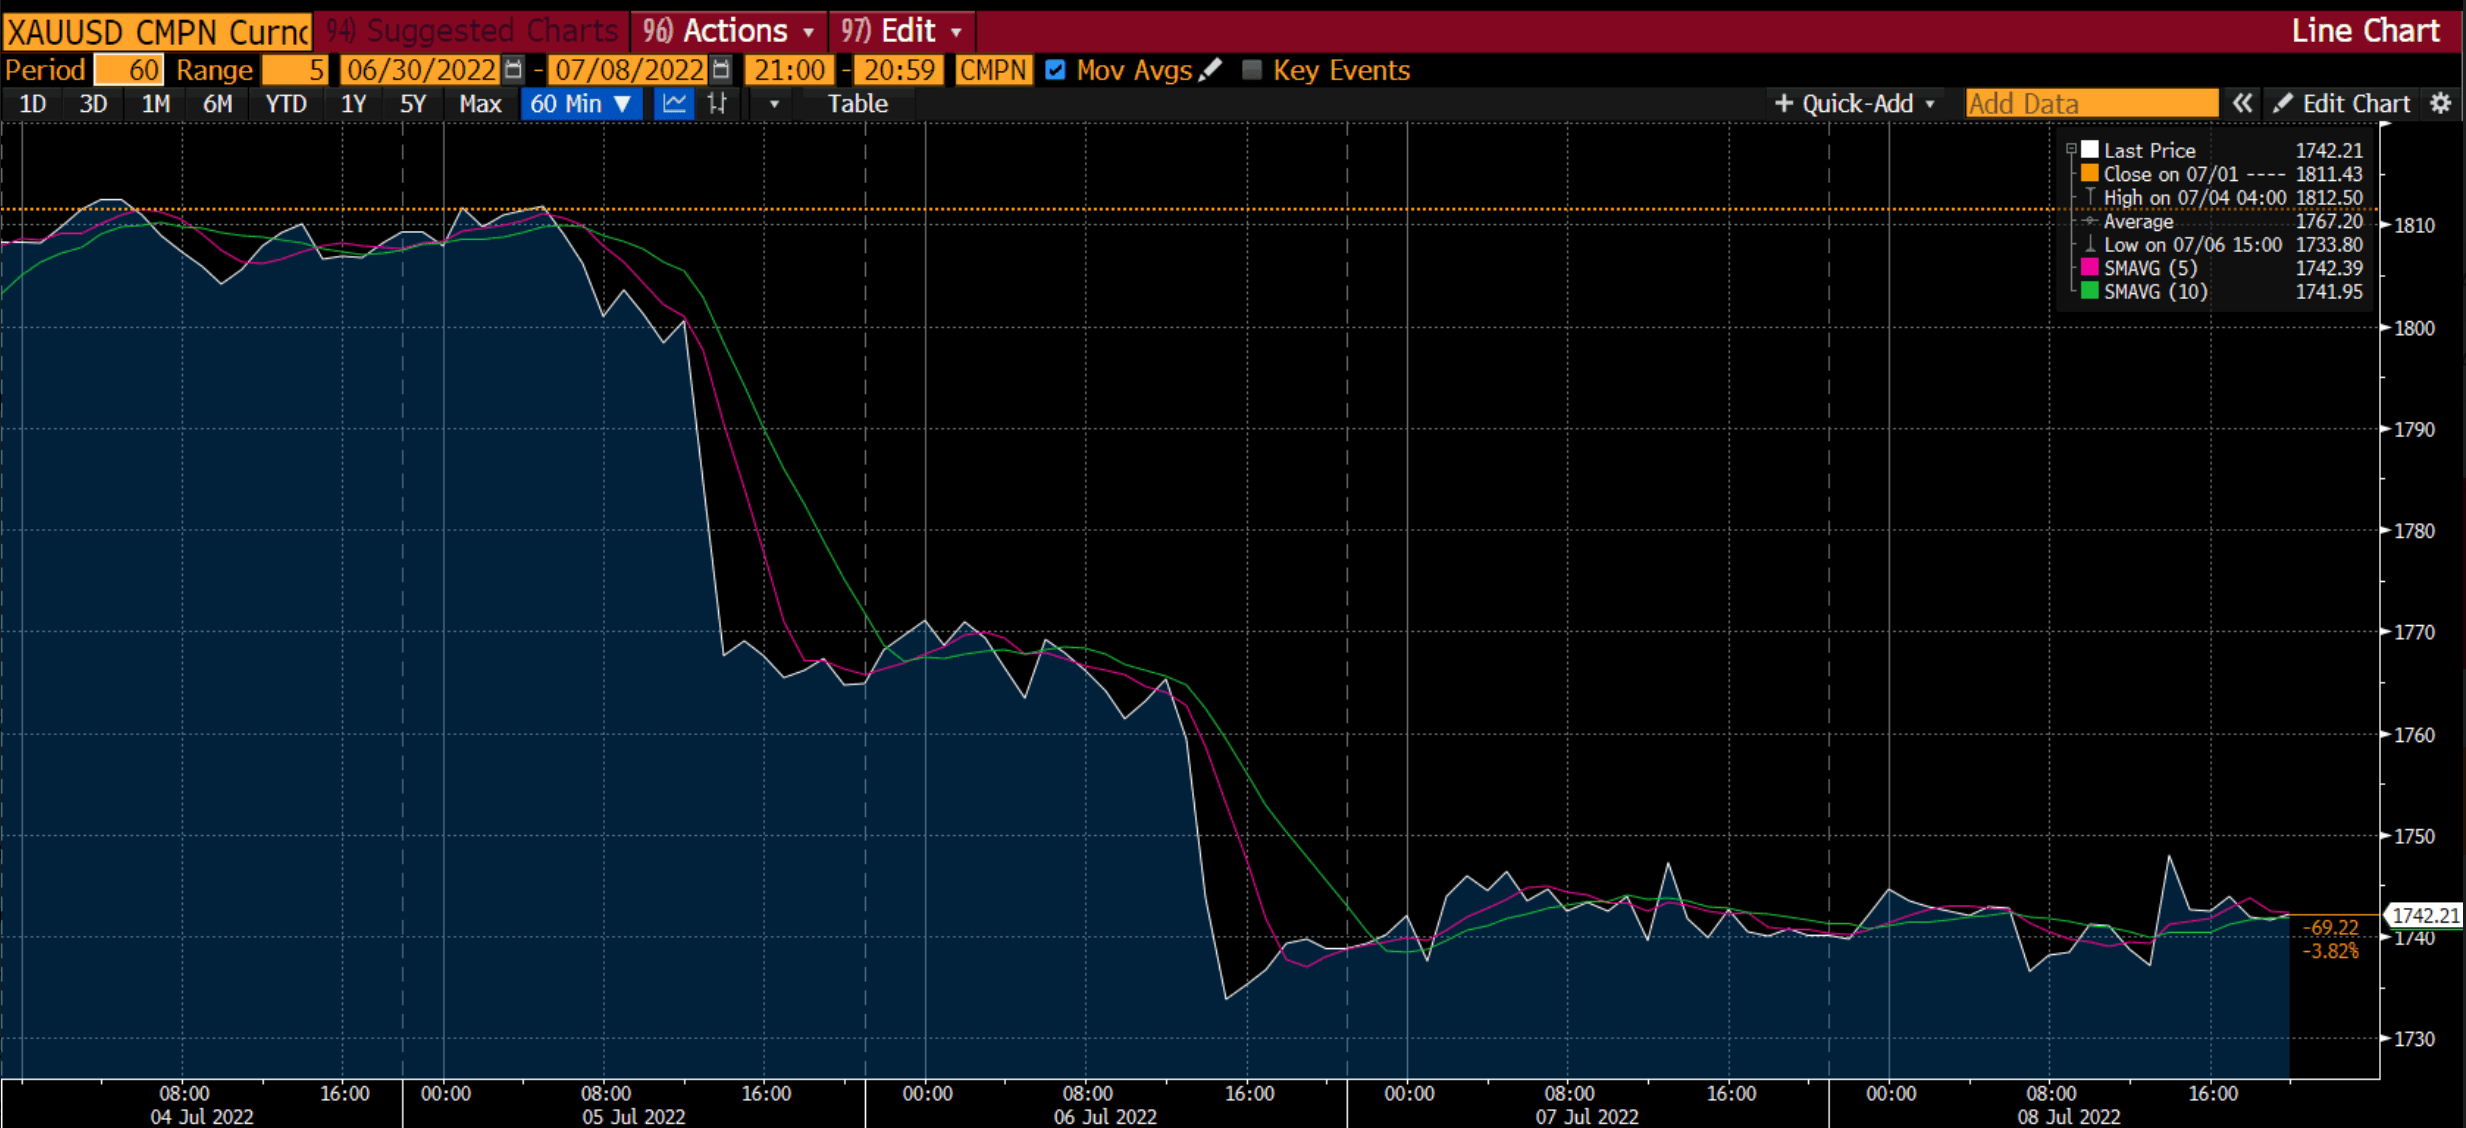 XAUUSD CMPN Curnc 94) Suggested Charts 96) Actions 97) Edit Line Chart
Period 60 Range 5 06/30/2022 - 07/08/2022 21:00 - 20:59 CMPN Mov Avgs Key Events
1D 3D 1M 6M YTD 1Y 5Y Max 60 Min ▼ Table + Quick-Add Add Data « Edit Chart
Last Price 1742.21
Close on 07/01 ---- 1811.43
High on 07/04 04:00 1812.50
Average 1767.20
Low on 07/06 15:00 1733.80
SMAVG (5) 1742.39
SMAVG (10) 1741.95
1810
1800
1790
1780
1770
1760
1750
1742.21
-69.22
1740
-3.82%
1730
08:00 16:00 00:00 08:00 16:00 00:00 08:00 16:00 00:00 08:00 16:00 00:00 08:00 16:00
04 Jul 2022 05 Jul 2022 06 Jul 2022 07 Jul 2022 08 Jul 2022